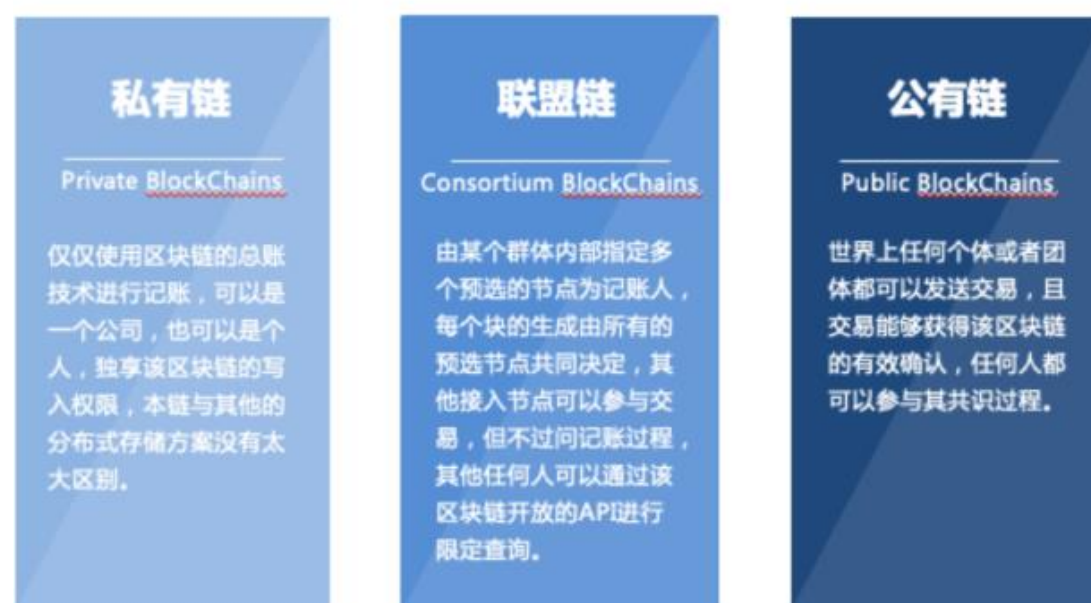 私有链
Private BlockChains
仅仅使用区块链的总账
技术进行记账，可以是
一个公司，也可以是个
人，独享该区块链的写
入权限，本链与其他的
分布式存储方案没有太
大区别。
联盟链
Consortium BlockChains
由某个群体内部指定多
个预选的节点为记账人，
每个块的生成由所有的
预选节点共同决定，其
他接入节点可以参与交
易，但不过问记账过程，
其他任何人可以通过该
区块链开放的API进行
限定查询。
公有链
Public BlockChains
世界上任何个体或者团
体都可以发送交易，且
交易能够获得该区块链
的有效确认，任何人都
可以参与其共识过程。